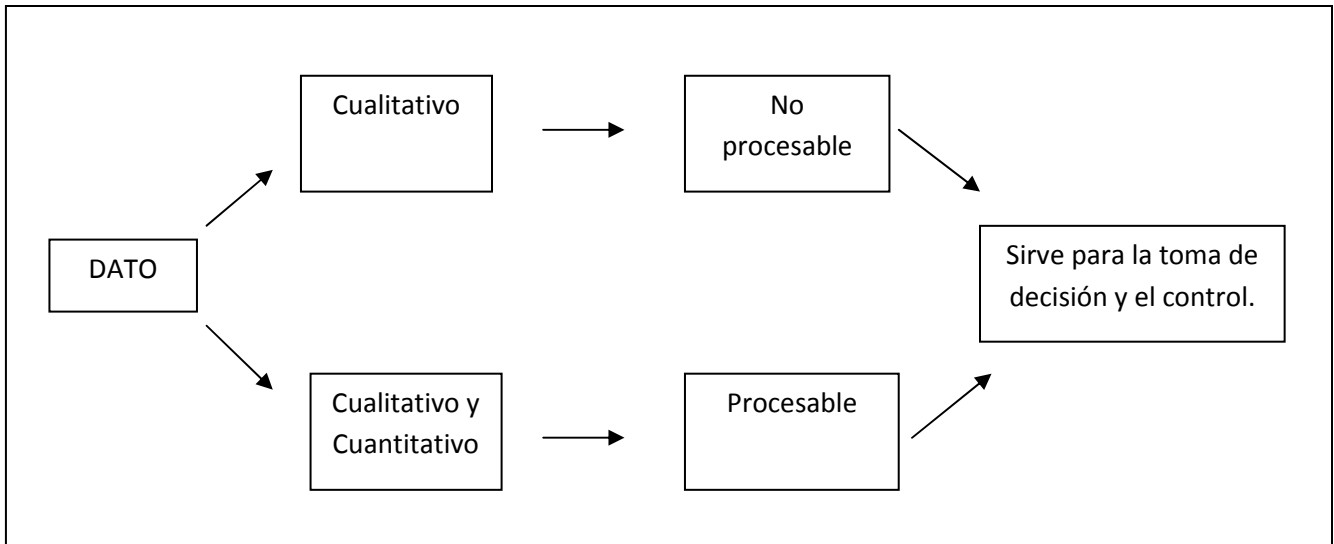 Cualitativo
No
procesable
DATO
Sirve para la toma de
decisión y el control.
Cualitativo y
Cuantitativo
Procesable